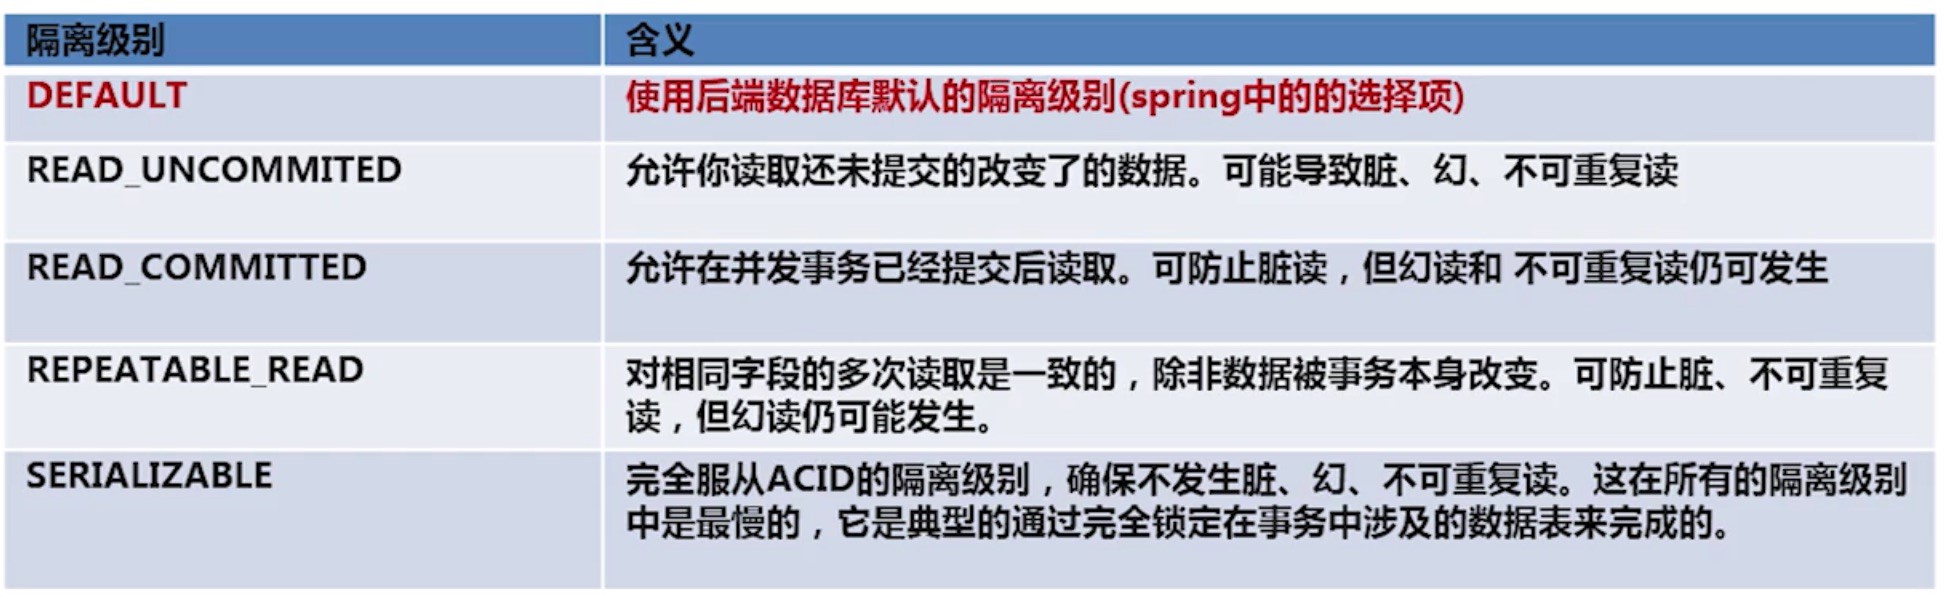 隔离级别
含义
DEFAULT
使用后端数据库默认的隔离级别(spring中的的选择项)
READ_UNCOMMITED
允许你读取还未提交的改变了的数据。可能导致脏、幻、不可重复读
READ_COMMITTED
允许在并发事务已经提交后读取。可防止脏读，但幻读和 不可重复读仍可发生
REPEATABLE_READ
对相同字段的多次读取是一致的，除非数据被事务本身改变。可防止脏、不可重复
读，但幻读仍可能发生。
SERIALIZABLE
完全服从ACID的隔离级别，确保不发生脏、幻、不可重复读。这在所有的隔离级别
中是最慢的，它是典型的通过完全锁定在事务中涉及的数据表来完成的。